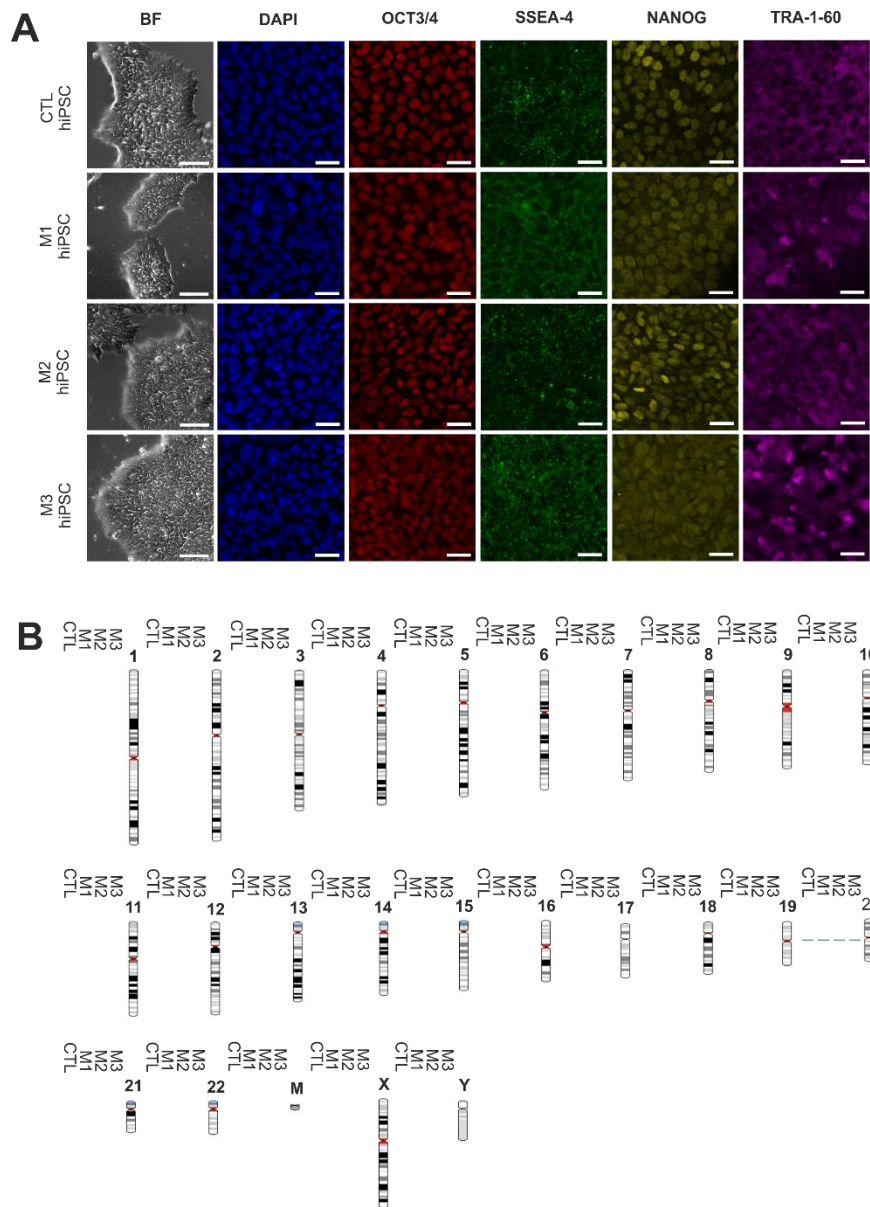 A
BF DAPI OCT3/4 SSEA-4 NANOG TRA-1-60
CTL hiPSC
M1 hiPSC
M2 hiPSC
M3 hiPSC
B
CTL M1 M2 M3 CTL M1 M2 M3 CTL M1 M2 M3 CTL M1 M2 M3 CTL M1 M2 M3 CTL M1 M2 M3 CTL M1 M2 M3 CTL M1 M2 M3 CTL M1 M2 M3 CTL M1 M2 M3
1 2 3 4 5 6 7 8 9 10
CTL M1 M2 M3 CTL M1 M2 M3 CTL M1 M2 M3 CTL M1 M2 M3 CTL M1 M2 M3 CTL M1 M2 M3 CTL M1 M2 M3 CTL M1 M2 M3 CTL M1 M2 M3 CTL M1 M2 M3
11 12 13 14 15 16 17 18 19 2
CTL M1 M2 M3 CTL M1 M2 M3 CTL M1 M2 M3 CTL M1 M2 M3 CTL M1 M2 M3
21 22 M X Y